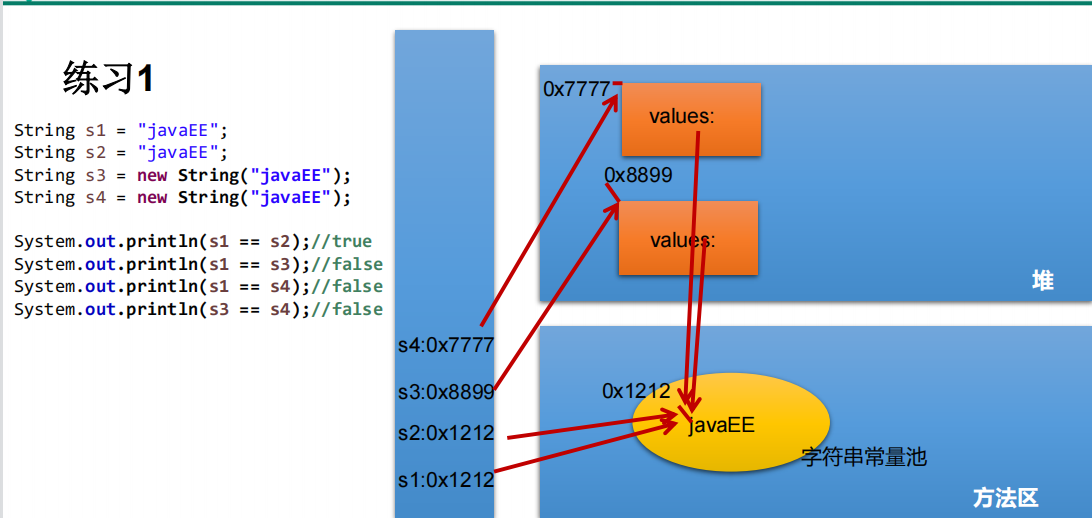 练习1
String s1 = "javaEE";
String s2 = "javaEE";
String s3 = new String("javaEE");
String s4 = new String("javaEE");
System.out.println(s1 == s2);//true
System.out.println(s1 == s3);//false
System.out.println(s1 == s4);//false
System.out.println(s3 == s4);//false
s4:0x7777
s3:0x8899
s2:0x1212
s1:0x1212
0x7777
values:
0x8899
values:
堆
0x1212
javaEE
字符串常量池
方法区